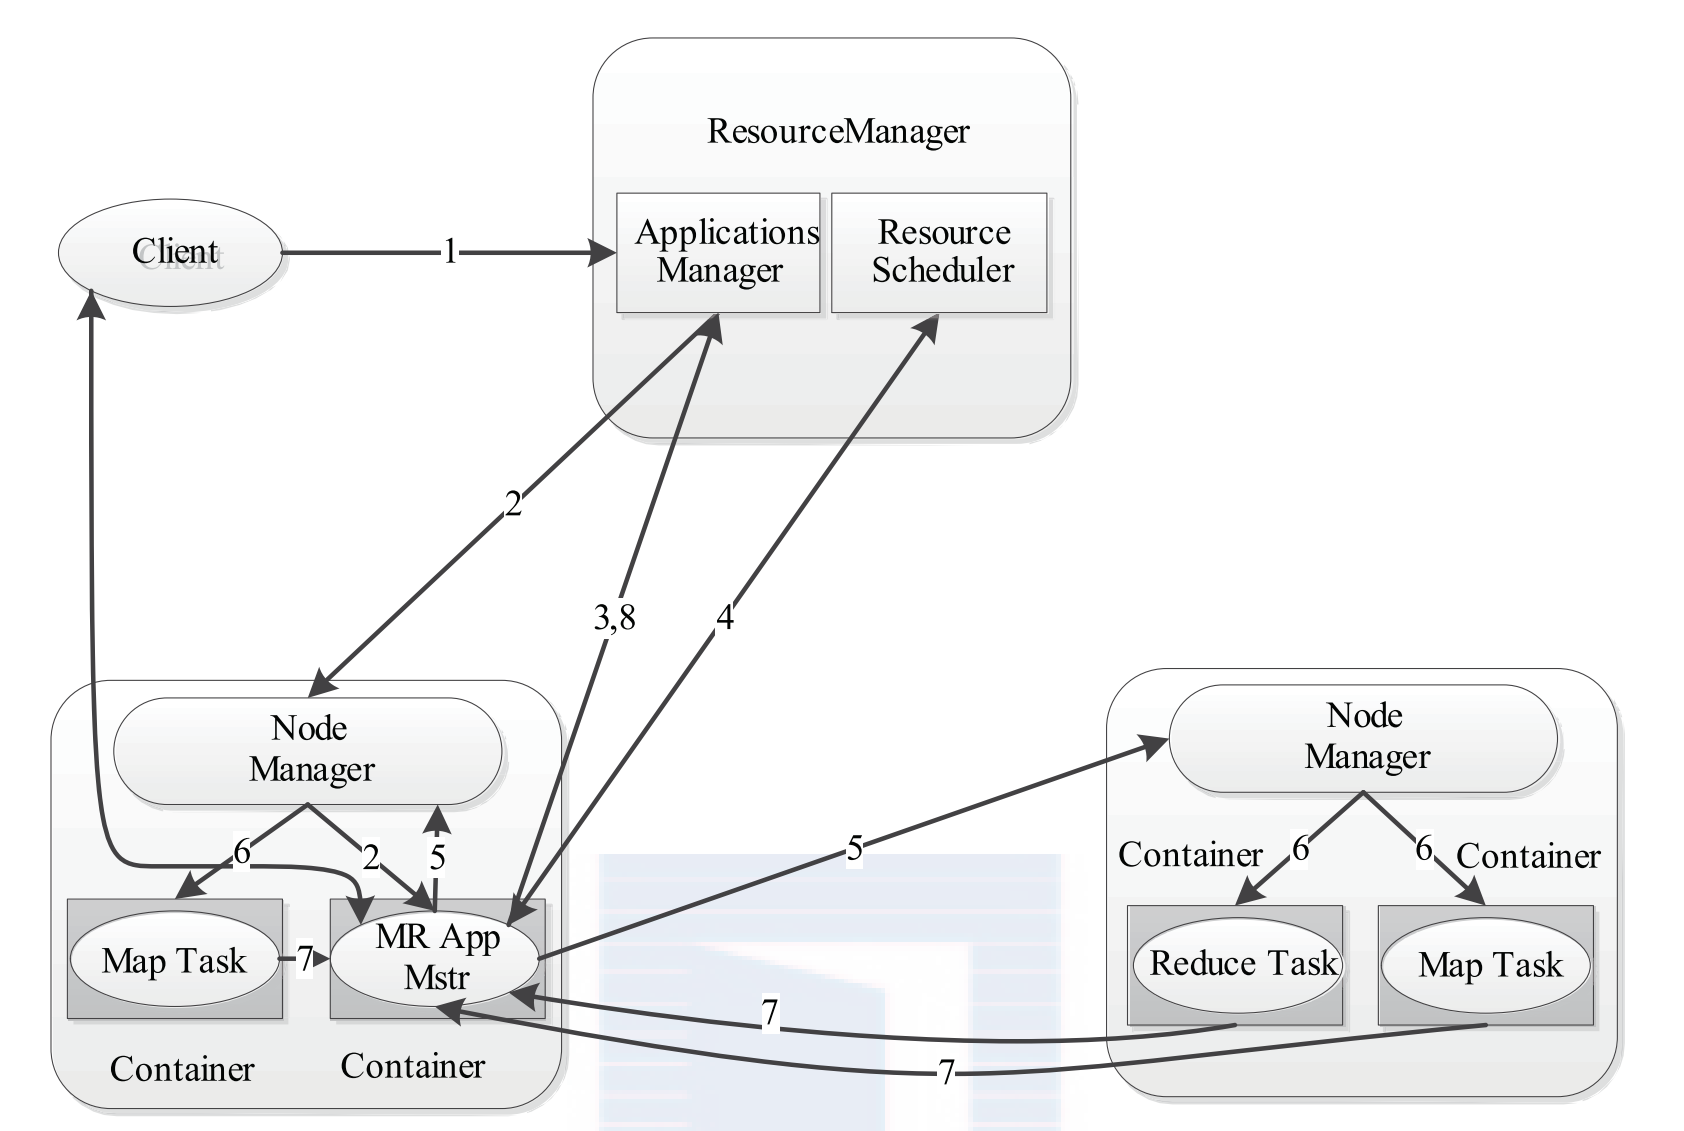 ResourceManager
Client
1
Applications
Manager
Resource
Scheduler
2
3,8
4
Node
Manager
Node
Manager
6
2
5
5
Container
6
6
Container
Map Task
7
MR App
Mstr
Reduce Task
Map Task
7
7
Container
Container